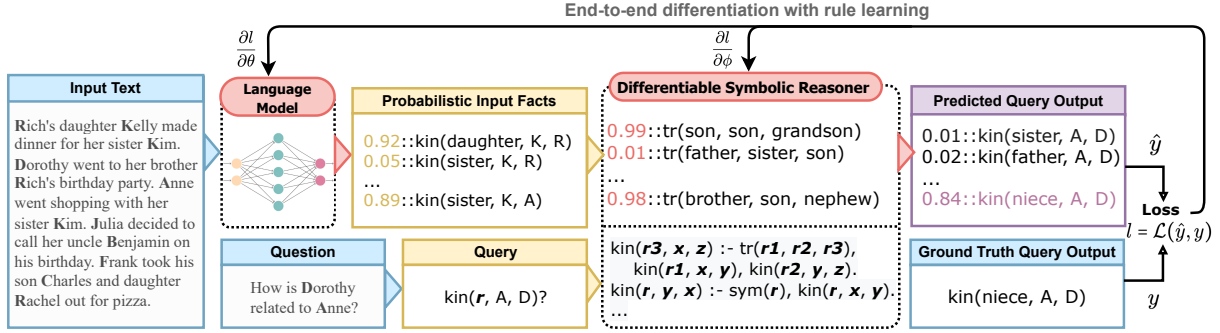 End-to-end differentiation with rule learning
∂l
∂θ
∂l
∂ϕ
Input Text
Rich's daughter Kelly made
dinner for her sister Kim.
Dorothy went to her brother
Rich's birthday party. Anne
went shopping with her
sister Kim. Julia decided to
call her uncle Benjamin on
his birthday. Frank took his
son Charles and daughter
Rachel out for pizza.
Language
Model
Probabilistic Input Facts
0.92::kin(daughter, K, R)
0.05::kin(sister, K, R)
...
0.89::kin(sister, K, A)
Differentiable Symbolic Reasoner
0.99::tr(son, son, grandson)
0.01::tr(father, sister, son)
...
0.98::tr(brother, son, nephew)
kin(r3, x, z) :- tr(r1, r2, r3),
kin(r1, x, y), kin(r2, y, z).
kin(r, y, x) :- sym(r), kin(r, x, y).
...
Predicted Query Output
0.01::kin(sister, A, D)
0.02::kin(father, A, D)
...
0.84::kin(niece, A, D)
ŷ
Loss
l = ℒ(ŷ, y)
y
Question
How is Dorothy
related to Anne?
Query
kin(r, A, D)?
Ground Truth Query Output
kin(niece, A, D)